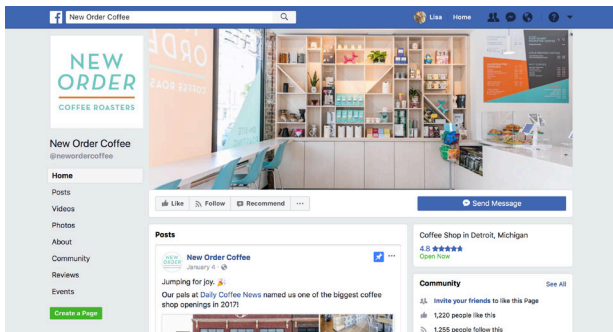 New Order Coffee
Lisa Home
NEW
ORDER
COFFEE ROASTERS
New Order Coffee
@newordercoffee
Home
Posts
Videos
Photos
About
Community
Reviews
Events
Create a Page
Like Follow Recommend ...
Send Message
Posts
New Order Coffee
January 4 ·
Jumping for joy.
Our pals at Daily Coffee News named us one of the biggest coffee
shop openings in 2017!
Coffee Shop in Detroit, Michigan
4.8 ★★★★★
Open Now
Community See All
Invite your friends to like this Page
1,220 people like this
1,255 people follow this